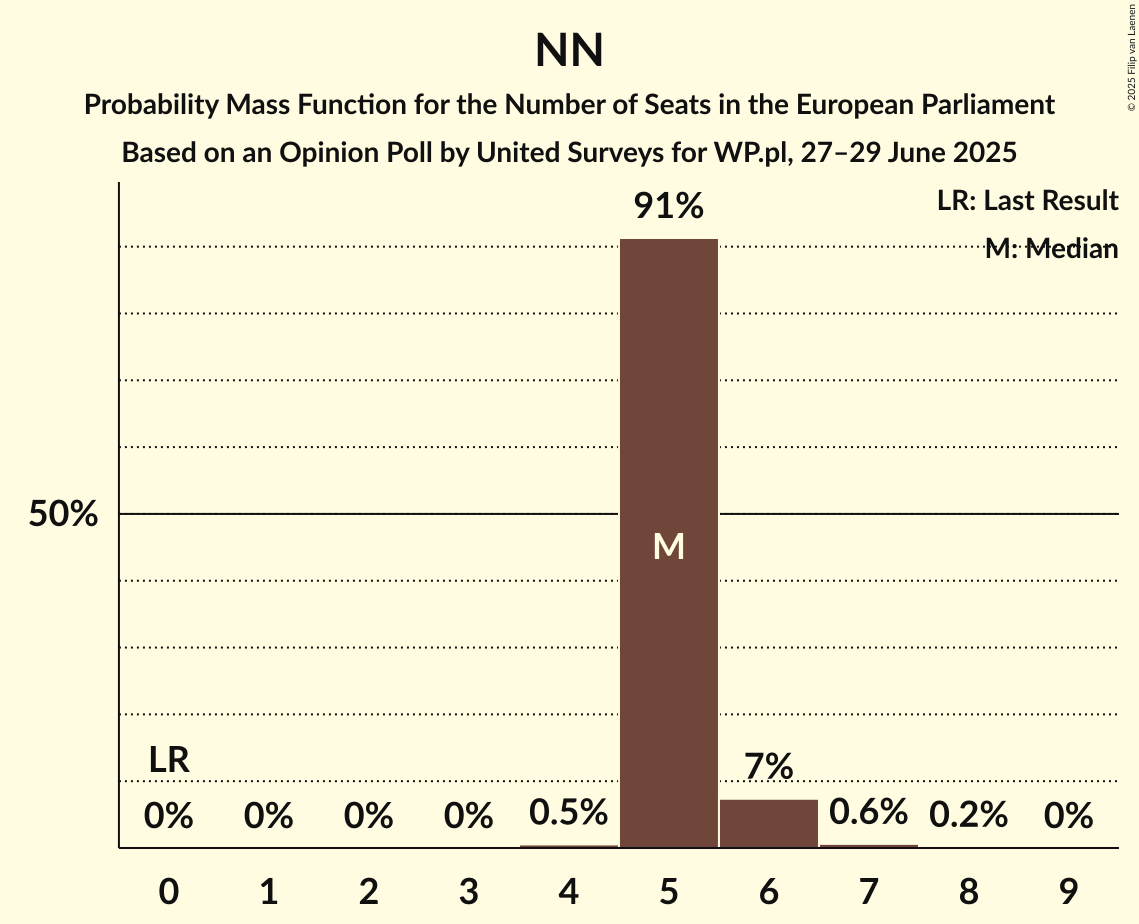 NN
Probability Mass Function for the Number of Seats in the European Parliament
Based on an Opinion Poll by United Surveys for WP.pl, 27–29 June 2025
© 2025 Filip van Laenen
LR: Last Result
M: Median
91%
50%
M
LR
7%
0% 0% 0% 0% 0.5% 0.6% 0.2% 0%
0 1 2 3 4 5 6 7 8 9